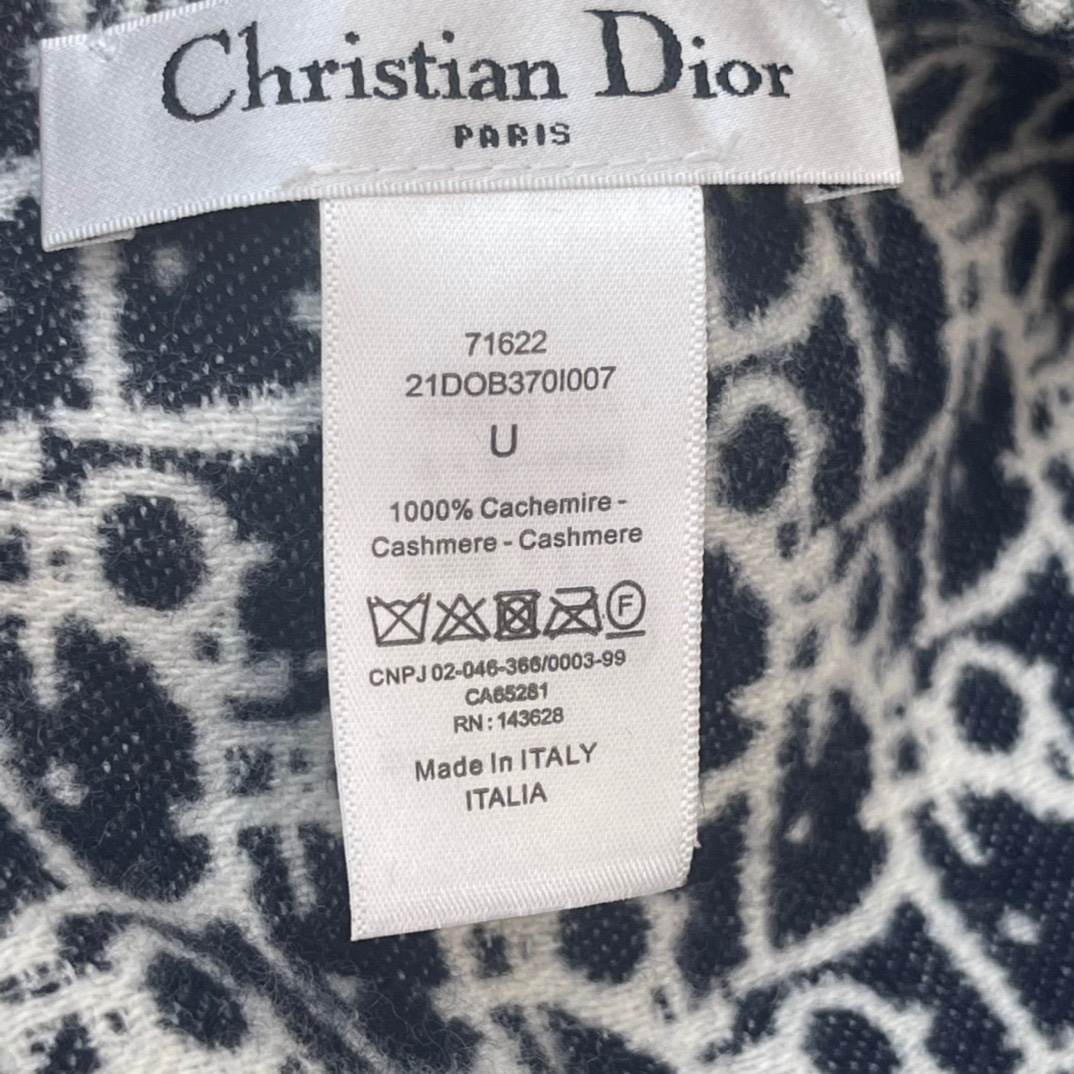 Christian Dior
PARIS
71622
21DOB370I007
U
1000% Cachemire -
Cashmere - Cashmere
F
CNPJ 02-046-366/0003-99
CA65281
RN : 143628
Made In ITALY
ITALIA